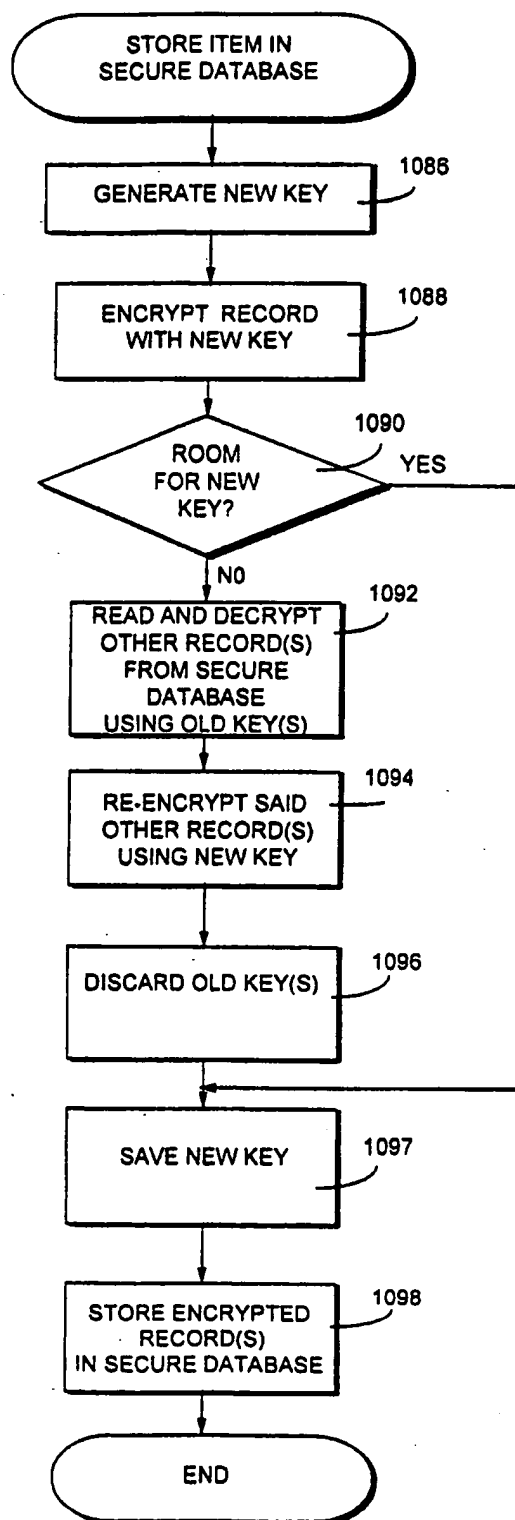 STORE ITEM IN
SECURE DATABASE
1086
GENERATE NEW KEY
1088
ENCRYPT RECORD
WITH NEW KEY
1090
ROOM
FOR NEW
KEY?
YES
NO
1092
READ AND DECRYPT
OTHER RECORD(S)
FROM SECURE
DATABASE
USING OLD KEY(S)
1094
RE-ENCRYPT SAID
OTHER RECORD(S)
USING NEW KEY
1096
DISCARD OLD KEY(S)
SAVE NEW KEY
1097
1098
STORE ENCRYPTED
RECORD(S)
IN SECURE DATABASE
END